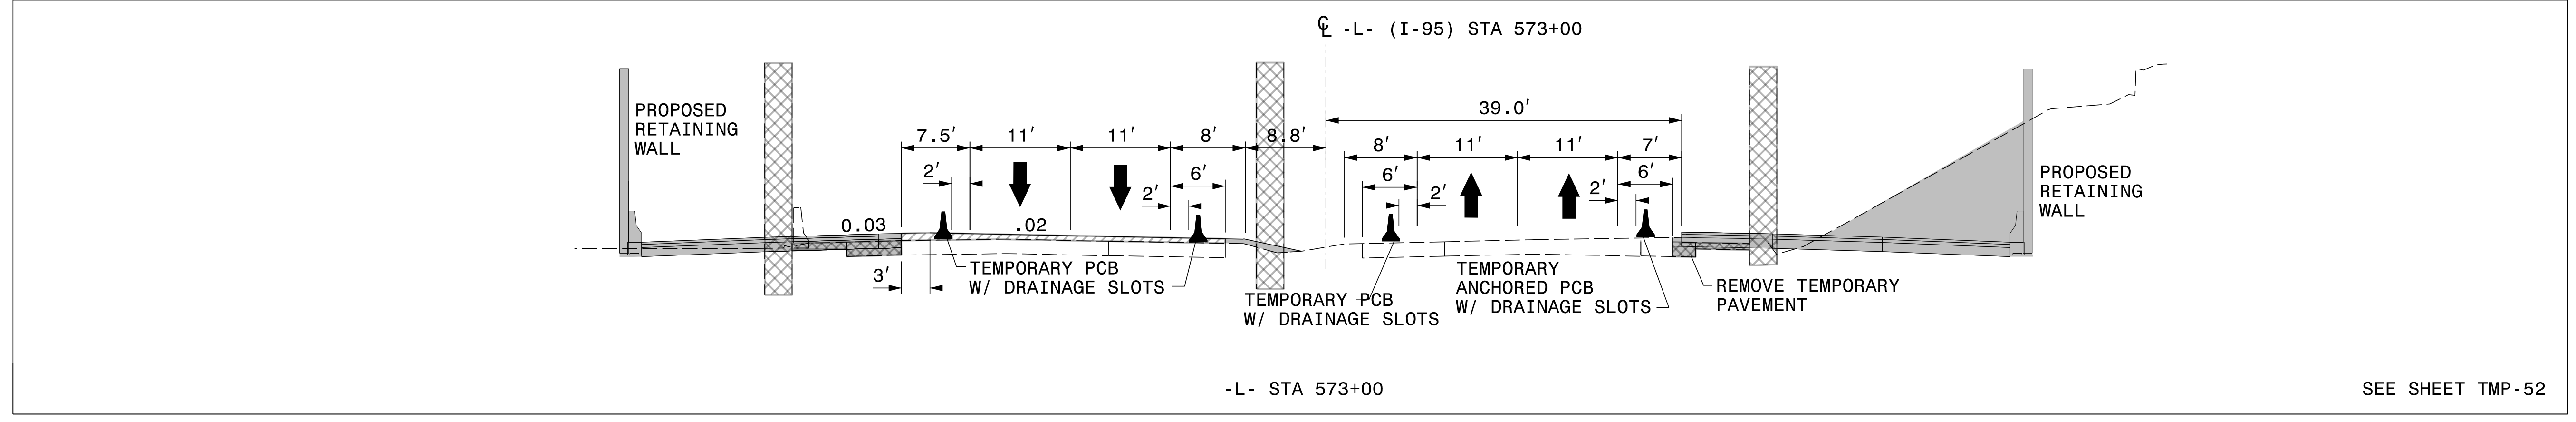 ℄ -L- (I-95) STA 573+00
39.0'
PROPOSED
RETAINING
WALL
7.5' 11' 11' 8' 8.8'
8' 11' 11' 7'
2' 2' 6'
6' 2' 2' 6'
PROPOSED
RETAINING
WALL
0.03 .02
3'
TEMPORARY PCB
W/ DRAINAGE SLOTS
TEMPORARY PCB
W/ DRAINAGE SLOTS
TEMPORARY
ANCHORED PCB
W/ DRAINAGE SLOTS
REMOVE TEMPORARY
PAVEMENT
-L- STA 573+00
SEE SHEET TMP-52